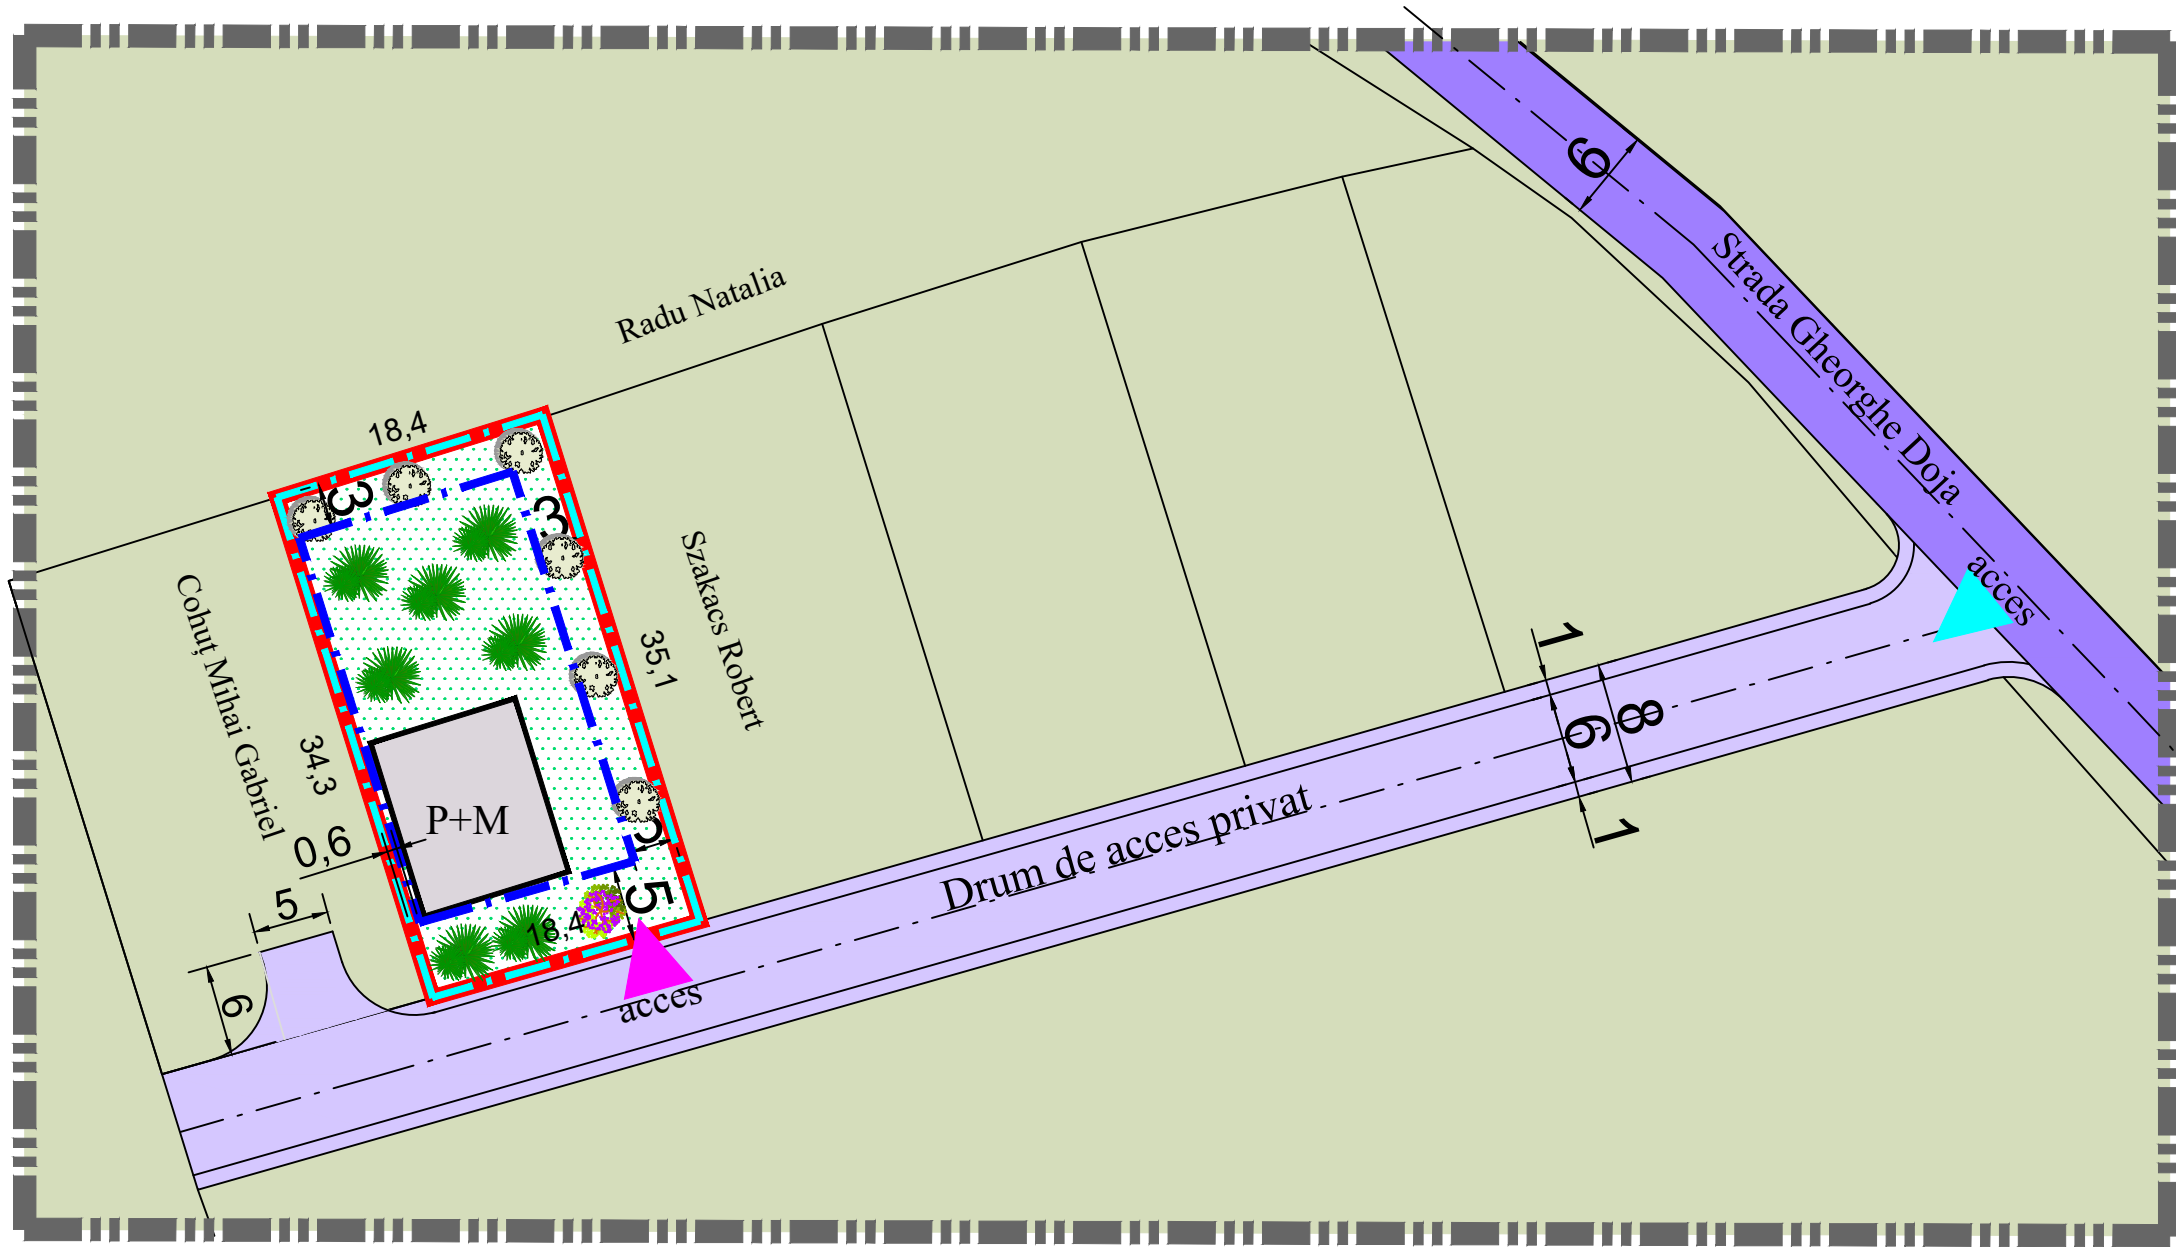 6
Strada Gheorghe Doja
acces
Radu Natalia
18,4
3
3
Szakacs Robert
35,1
Cohuț Mihai Gabriel
34,3
1
8
6
1
P+M
0,6
Drum de acces privat
5
5
18,4
6
acces